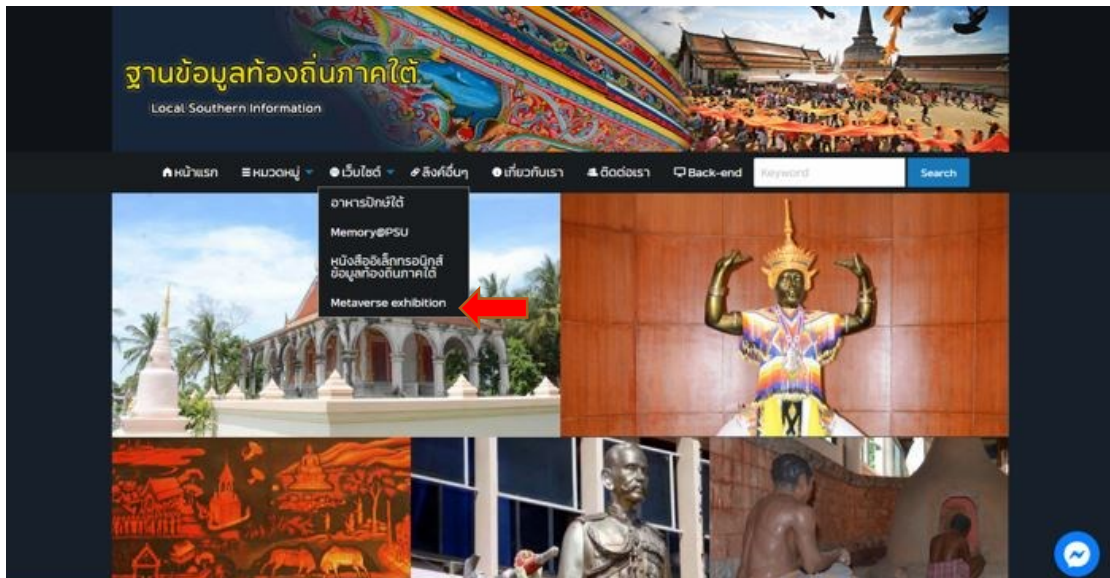 ฐานข้อมูลท้องถิ่นภาคใต้
Local Southern Information
หน้าแรก หมวดหมู่ เว็บไซต์ ลิงค์อื่นๆ เกี่ยวกับเรา ติดต่อเรา Back-end Keyword Search
อาหารปักษ์ใต้
Memory@PSU
หนังสืออิเล็กทรอนิกส์
ข้อมูลท้องถิ่นภาคใต้
Metaverse exhibition